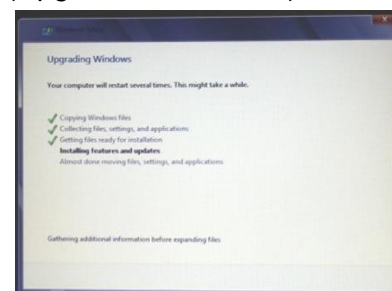 Upgrading Windows
Your computer will restart several times. This might take a while.
Copying Windows files
Collecting files, settings, and applications
Getting files ready for installation
Installing features and updates
Almost done moving files, settings, and applications
Gathering additional information before expanding files